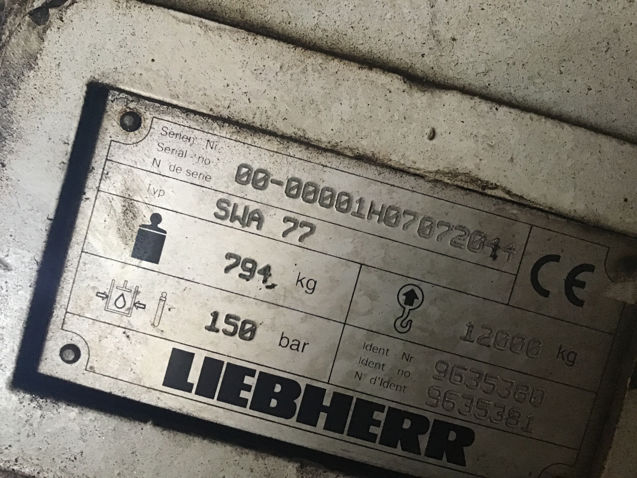 Serien Nr.
Serial no
N de serie
00-00001H07072044
Typ
SWA 77
794 kg
12000 kg
150 bar
Ident Nr
Ident no
N d'Ident
9635380
9635381
LIEBHERR
CE